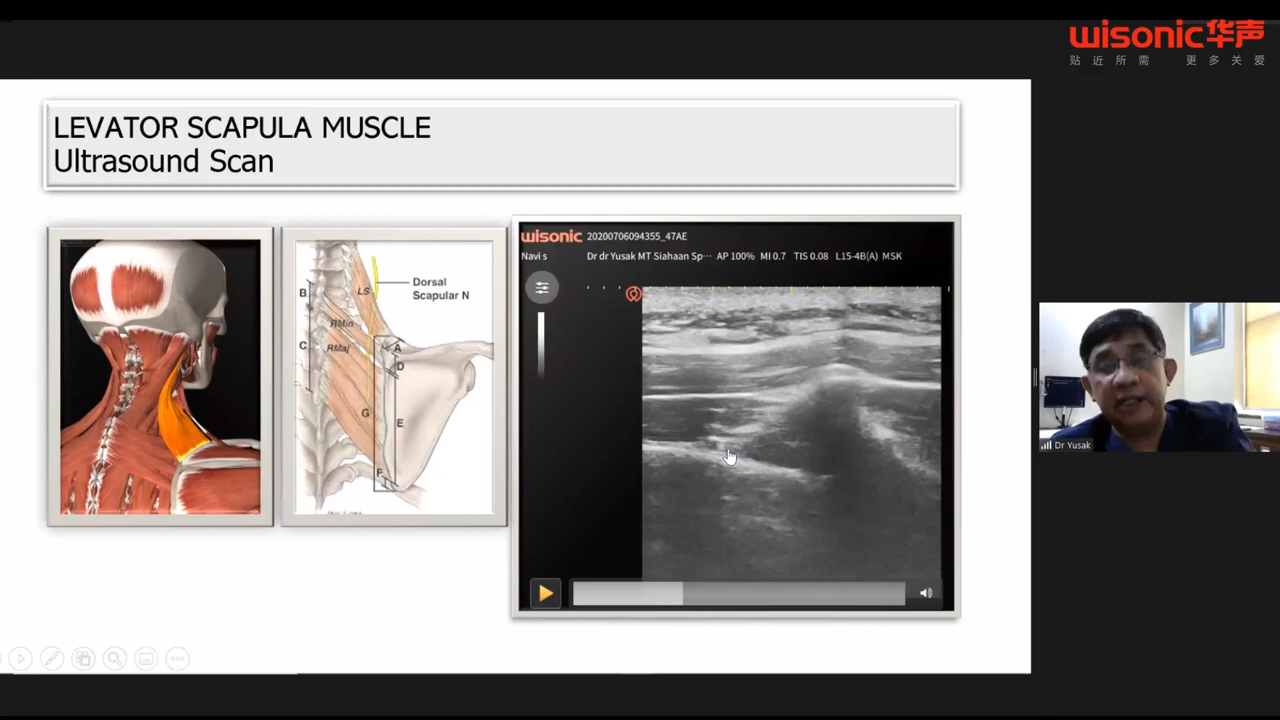 wisonic华声
贴近所需 更多关爱
LEVATOR SCAPULA MUSCLE
Ultrasound Scan
B
C
LS
RMin
RMaj
Dorsal
Scapular N
A
D
G
E
F
wisonic 20200706094355_47AE
Navi s Dr dr Yusak MT Siahaan Sp··· AP 100% MI 0.7 TIS 0.08 L15-4B(A) MSK
Dr Yusak